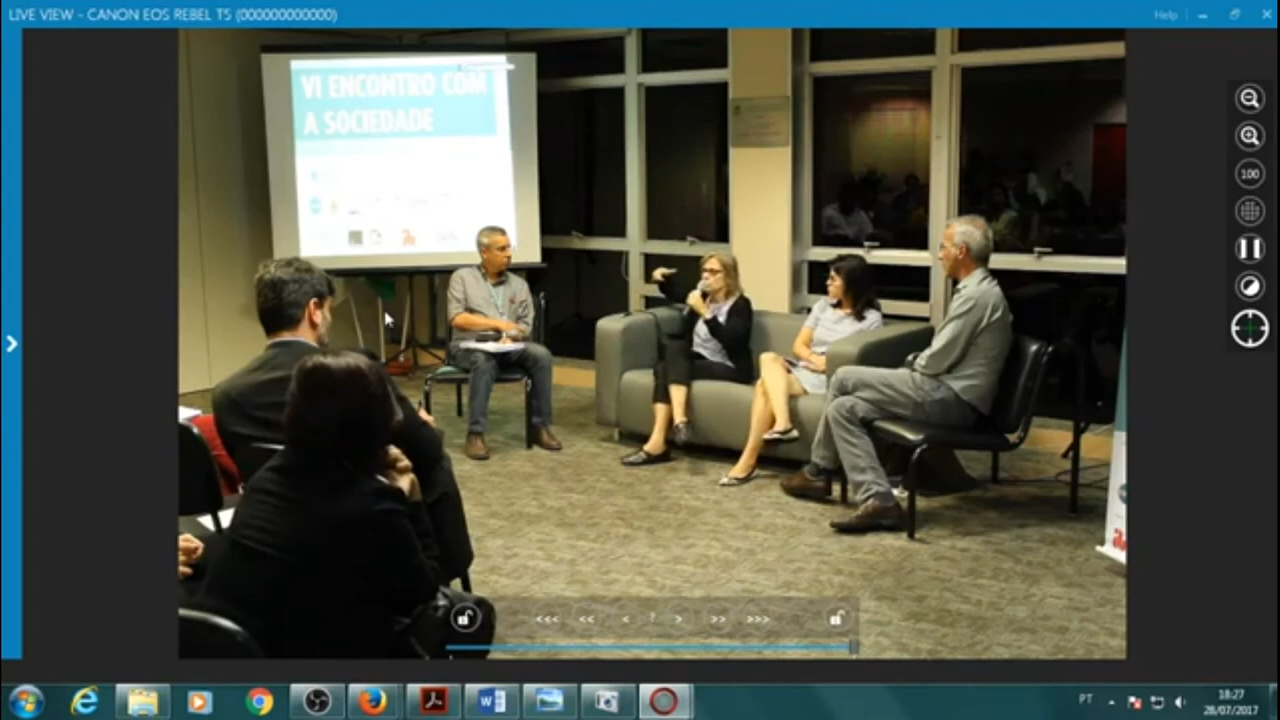 LIVE VIEW - CANON EOS REBEL T5 (000000000000)
Help
VI ENCONTRO COM
A SOCIEDADE
100
<<< << < ? > >> >>>
PT
18:27
28/07/2017